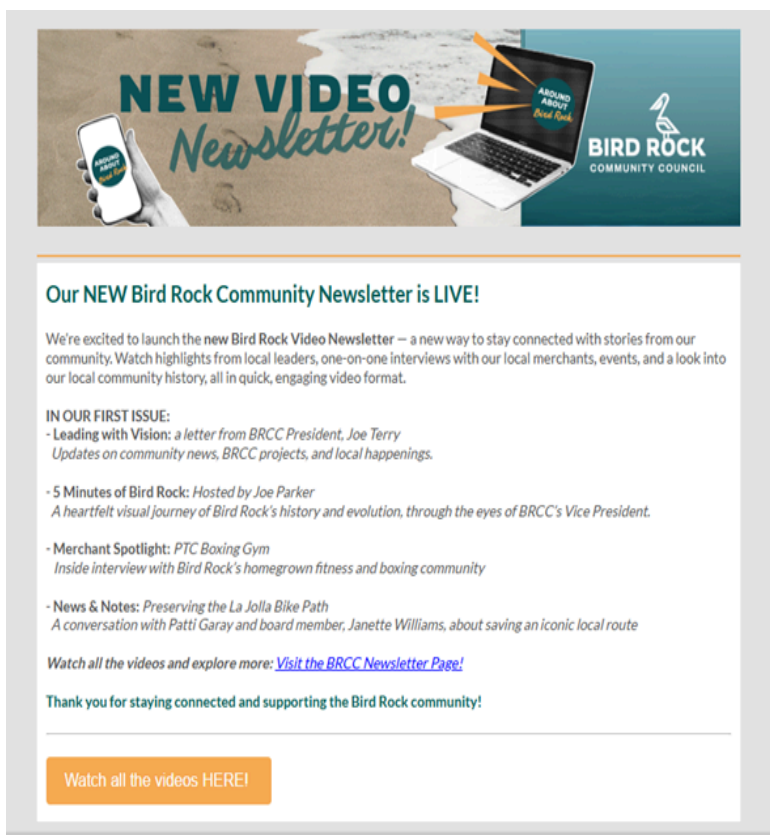 NEW VIDEO
Newsletter!
AROUND
ABOUT
Bird Rock
AROUND
ABOUT
Bird Rock
BIRD ROCK
COMMUNITY COUNCIL
Our NEW Bird Rock Community Newsletter is LIVE!
We're excited to launch the new Bird Rock Video Newsletter — a new way to stay connected with stories from our
community. Watch highlights from local leaders, one-on-one interviews with our local merchants, events, and a look into
our local community history, all in quick, engaging video format.
IN OUR FIRST ISSUE:
- Leading with Vision: a letter from BRCC President, Joe Terry
Updates on community news, BRCC projects, and local happenings.
- 5 Minutes of Bird Rock: Hosted by Joe Parker
A heartfelt visual journey of Bird Rock's history and evolution, through the eyes of BRCC's Vice President.
- Merchant Spotlight: PTC Boxing Gym
Inside interview with Bird Rock's homegrown fitness and boxing community
- News & Notes: Preserving the La Jolla Bike Path
A conversation with Patti Garay and board member, Janette Williams, about saving an iconic local route
Watch all the videos and explore more: Visit the BRCC Newsletter Page!
Thank you for staying connected and supporting the Bird Rock community!
Watch all the videos HERE!